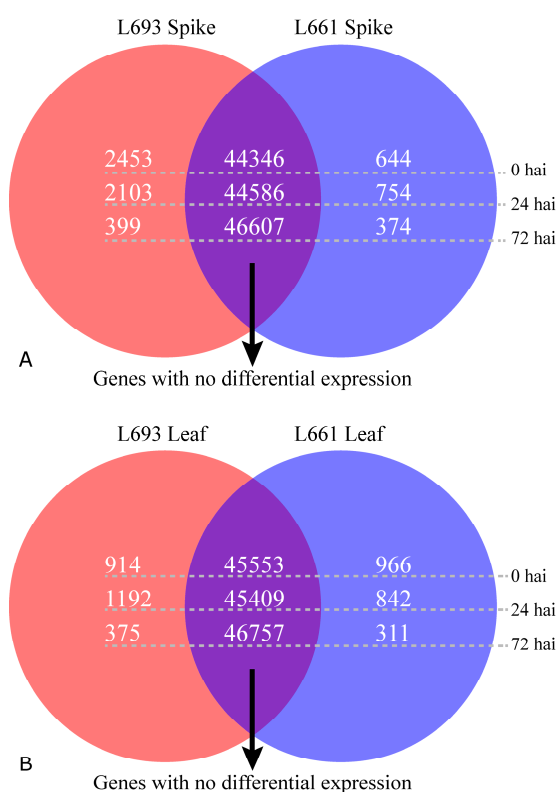 L693 Spike L661 Spike
2453 44346 644 0 hai
2103 44586 754 24 hai
399 46607 374 72 hai
A
Genes with no differential expression
L693 Leaf L661 Leaf
914 45553 966 0 hai
1192 45409 842 24 hai
375 46757 311 72 hai
B
Genes with no differential expression